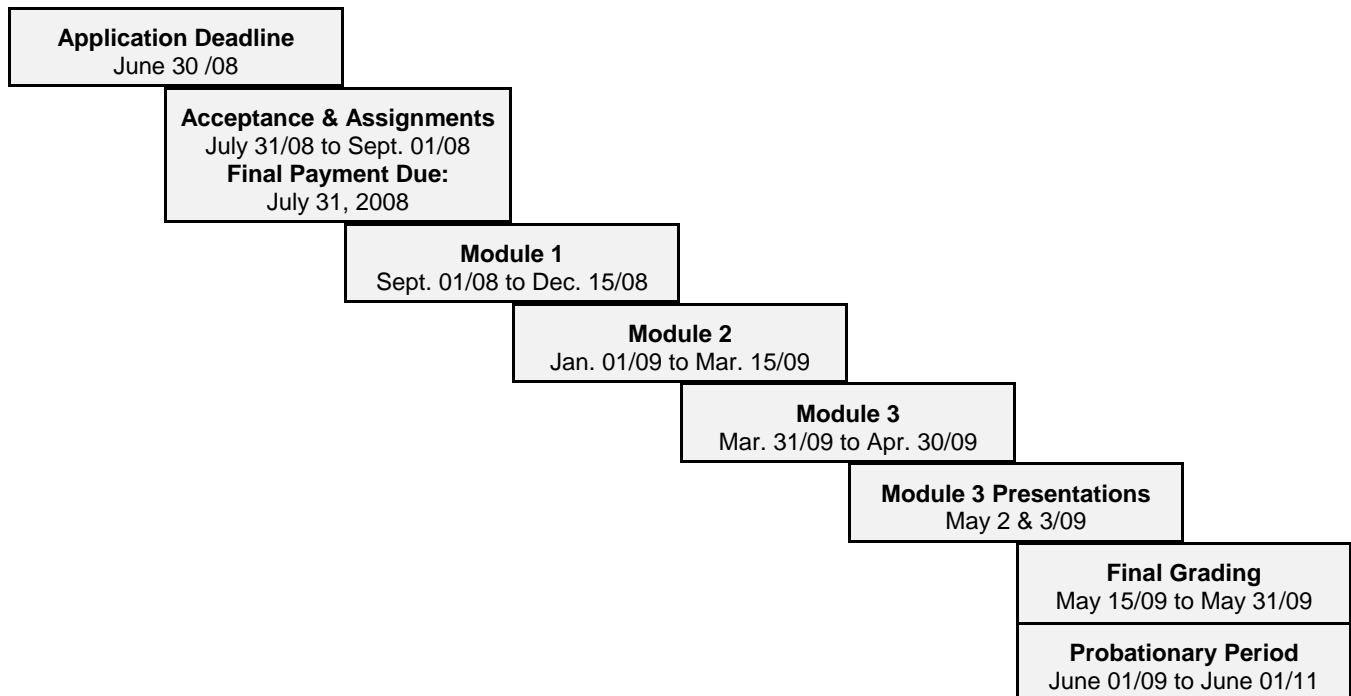 Application Deadline
June 30 /08
Acceptance & Assignments
July 31/08 to Sept. 01/08
Final Payment Due:
July 31, 2008
Module 1
Sept. 01/08 to Dec. 15/08
Module 2
Jan. 01/09 to Mar. 15/09
Module 3
Mar. 31/09 to Apr. 30/09
Module 3 Presentations
May 2 & 3/09
Final Grading
May 15/09 to May 31/09
Probationary Period
June 01/09 to June 01/11